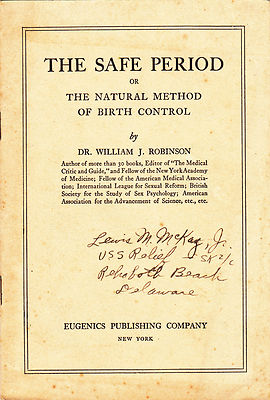 THE SAFE PERIOD
OR
THE NATURAL METHOD
OF BIRTH CONTROL
by
DR. WILLIAM J. ROBINSON
Author of more than 30 books, Editor of "The Medical
Critic and Guide," and Fellow of the New York Academy
of Medicine; Fellow of the American Medical Associa-
tion; International League for Sexual Reform; British
Society for the Study of Sex Psychology; American
Association for the Advancement of Science, etc., etc.
Lewis M. McKay, Jr.
USS Relief SK 2/c
Rehoboth Beach
Delaware
EUGENICS PUBLISHING COMPANY
NEW YORK